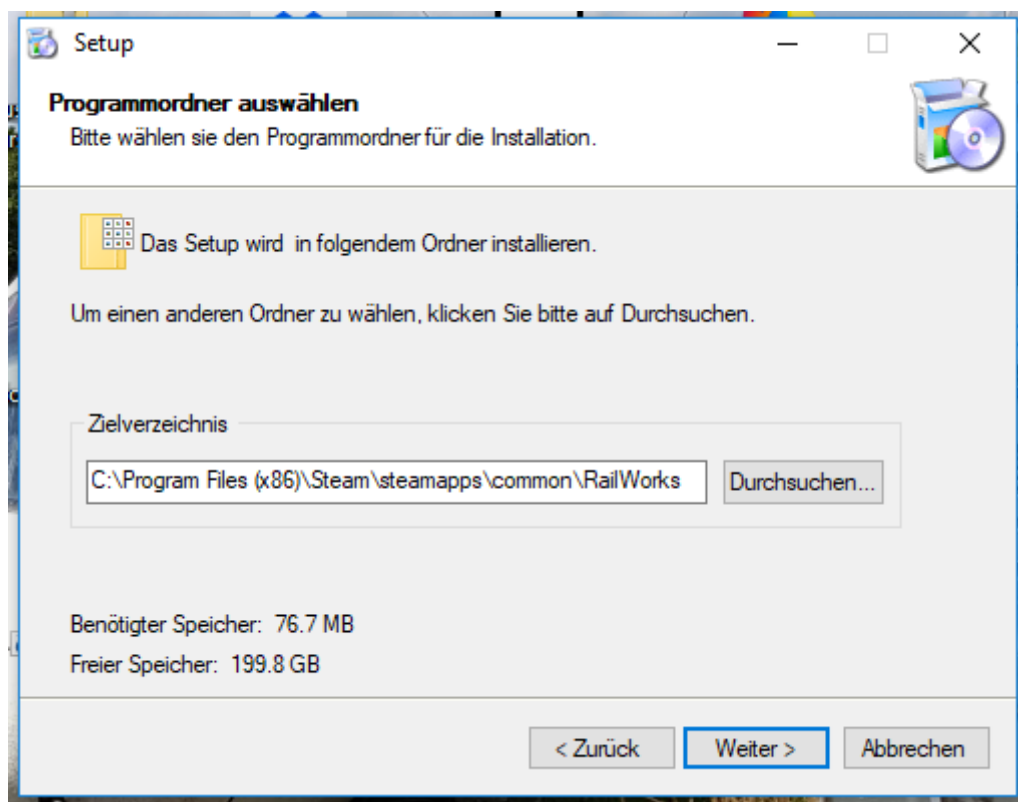 Setup
Programmordner auswählen
Bitte wählen sie den Programmordner für die Installation.
Das Setup wird  in folgendem Ordner installieren.
Um einen anderen Ordner zu wählen, klicken Sie bitte auf Durchsuchen.
Zielverzeichnis
C:\Program Files (x86)\Steam\steamapps\common\RailWorks
Durchsuchen...
Benötigter Speicher:  76.7 MB
Freier Speicher:  199.8 GB
< Zurück
Weiter >
Abbrechen